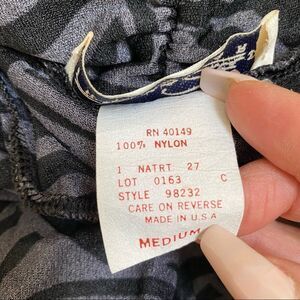 RN 40149
100% NYLON
1 NATRT 27
LOT 0163 C
STYLE 98232
CARE ON REVERSE
MADE IN U.S.A
MEDIUM